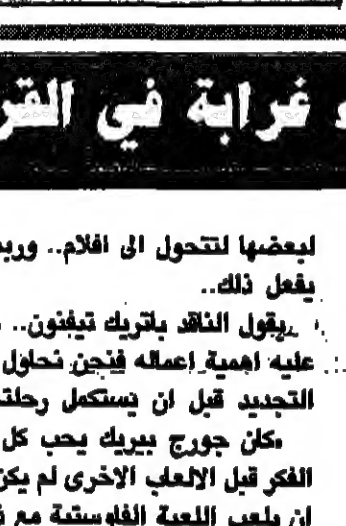 غرابة في القر
لبعضها لتتحول الى افلام.. وربم
يفعل ذلك..
يقول الناقد باتريك تيفنون..
عليه اهمية اعماله فنحن نحاول
التجديد قبل ان يستكمل رحلته
«كان جورج بيريك يحب كل
الفكر قبل الالعاب الاخرى لم يكن
ان يلعب اللعبة الفاوستية مع